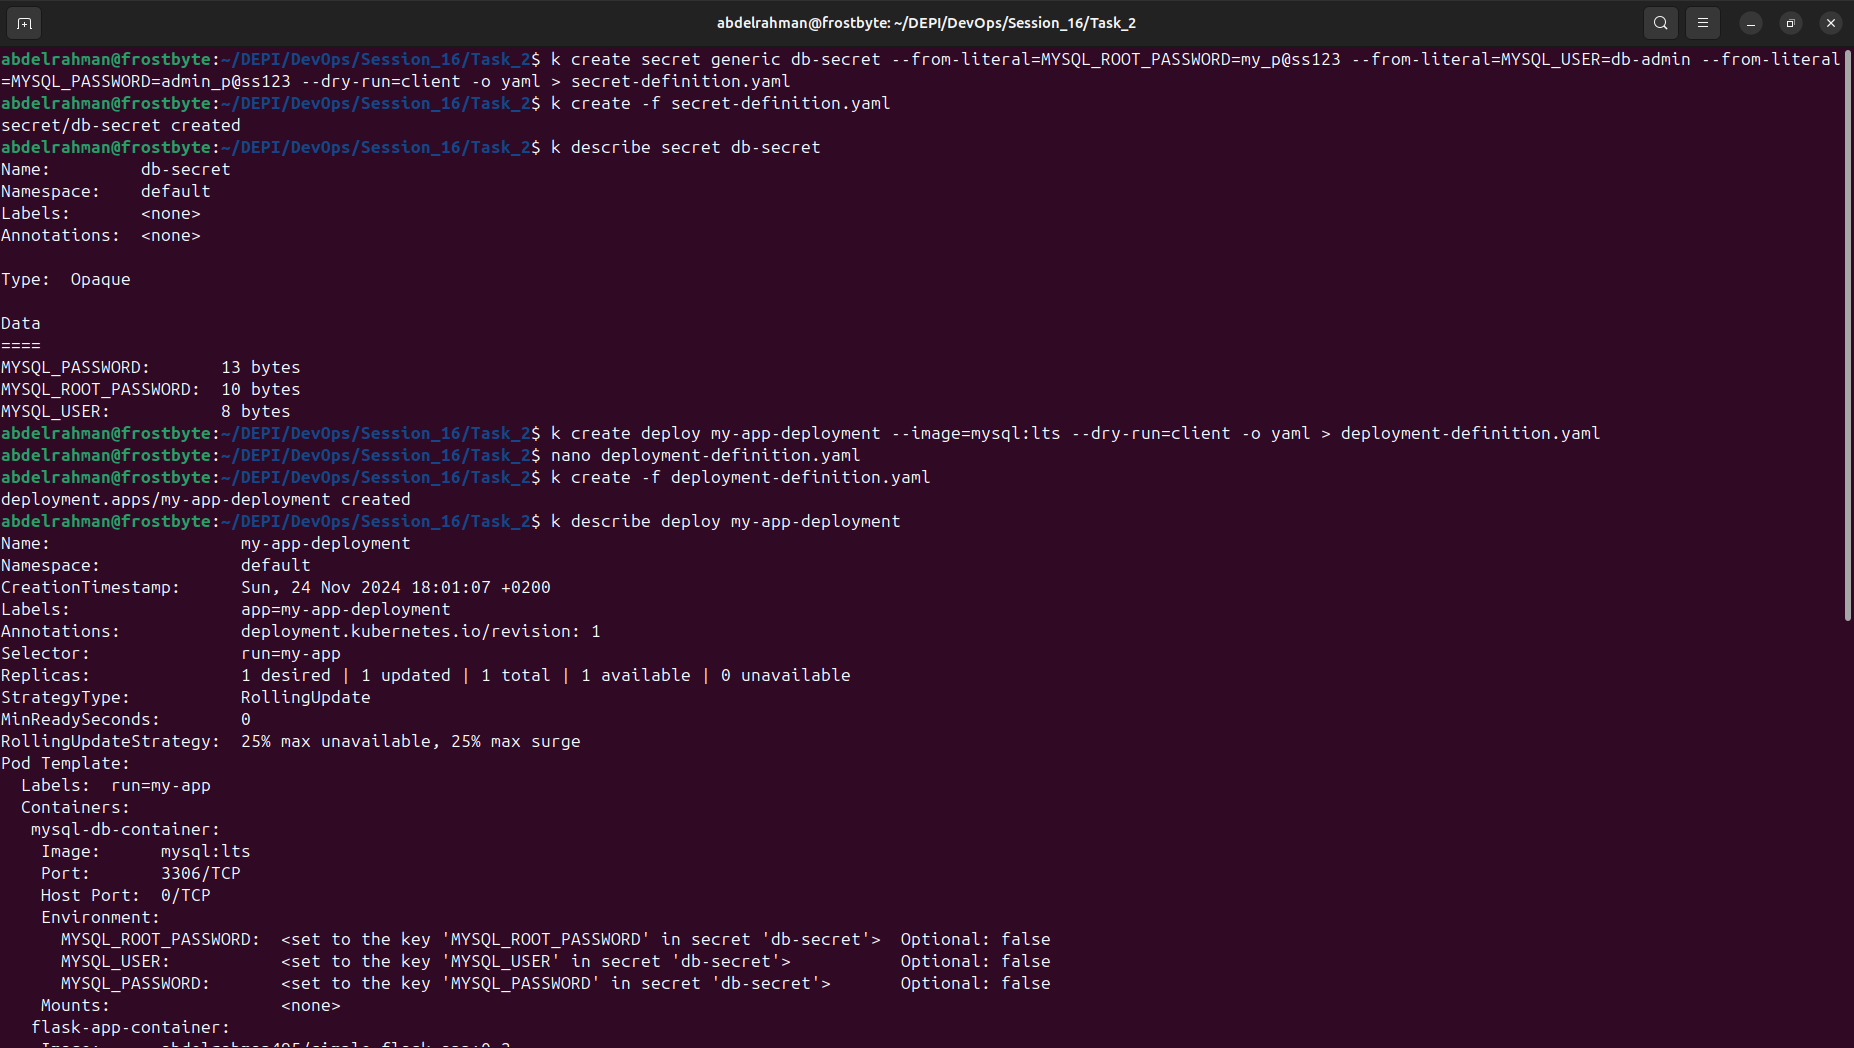 abdelrahman@frostbyte: ~/DEPI/DevOps/Session_16/Task_2
abdelrahman@frostbyte:~/DEPI/DevOps/Session_16/Task_2$ k create secret generic db-secret --from-literal=MYSQL_ROOT_PASSWORD=my_p@ss123 --from-literal=MYSQL_USER=db-admin --from-literal
=MYSQL_PASSWORD=admin_p@ss123 --dry-run=client -o yaml > secret-definition.yaml
abdelrahman@frostbyte:~/DEPI/DevOps/Session_16/Task_2$ k create -f secret-definition.yaml
secret/db-secret created
abdelrahman@frostbyte:~/DEPI/DevOps/Session_16/Task_2$ k describe secret db-secret
Name:         db-secret
Namespace:    default
Labels:       <none>
Annotations:  <none>
Type:  Opaque
Data
====
MYSQL_PASSWORD:       13 bytes
MYSQL_ROOT_PASSWORD:  10 bytes
MYSQL_USER:           8 bytes
abdelrahman@frostbyte:~/DEPI/DevOps/Session_16/Task_2$ k create deploy my-app-deployment --image=mysql:lts --dry-run=client -o yaml > deployment-definition.yaml
abdelrahman@frostbyte:~/DEPI/DevOps/Session_16/Task_2$ nano deployment-definition.yaml
abdelrahman@frostbyte:~/DEPI/DevOps/Session_16/Task_2$ k create -f deployment-definition.yaml
deployment.apps/my-app-deployment created
abdelrahman@frostbyte:~/DEPI/DevOps/Session_16/Task_2$ k describe deploy my-app-deployment
Name:                   my-app-deployment
Namespace:              default
CreationTimestamp:      Sun, 24 Nov 2024 18:01:07 +0200
Labels:                 app=my-app-deployment
Annotations:            deployment.kubernetes.io/revision: 1
Selector:               run=my-app
Replicas:               1 desired | 1 updated | 1 total | 1 available | 0 unavailable
StrategyType:           RollingUpdate
MinReadySeconds:        0
RollingUpdateStrategy:  25% max unavailable, 25% max surge
Pod Template:
  Labels:  run=my-app
  Containers:
   mysql-db-container:
    Image:      mysql:lts
    Port:       3306/TCP
    Host Port:  0/TCP
    Environment:
      MYSQL_ROOT_PASSWORD:  <set to the key 'MYSQL_ROOT_PASSWORD' in secret 'db-secret'>  Optional: false
      MYSQL_USER:           <set to the key 'MYSQL_USER' in secret 'db-secret'>           Optional: false
      MYSQL_PASSWORD:       <set to the key 'MYSQL_PASSWORD' in secret 'db-secret'>       Optional: false
    Mounts:                 <none>
   flask-app-container: